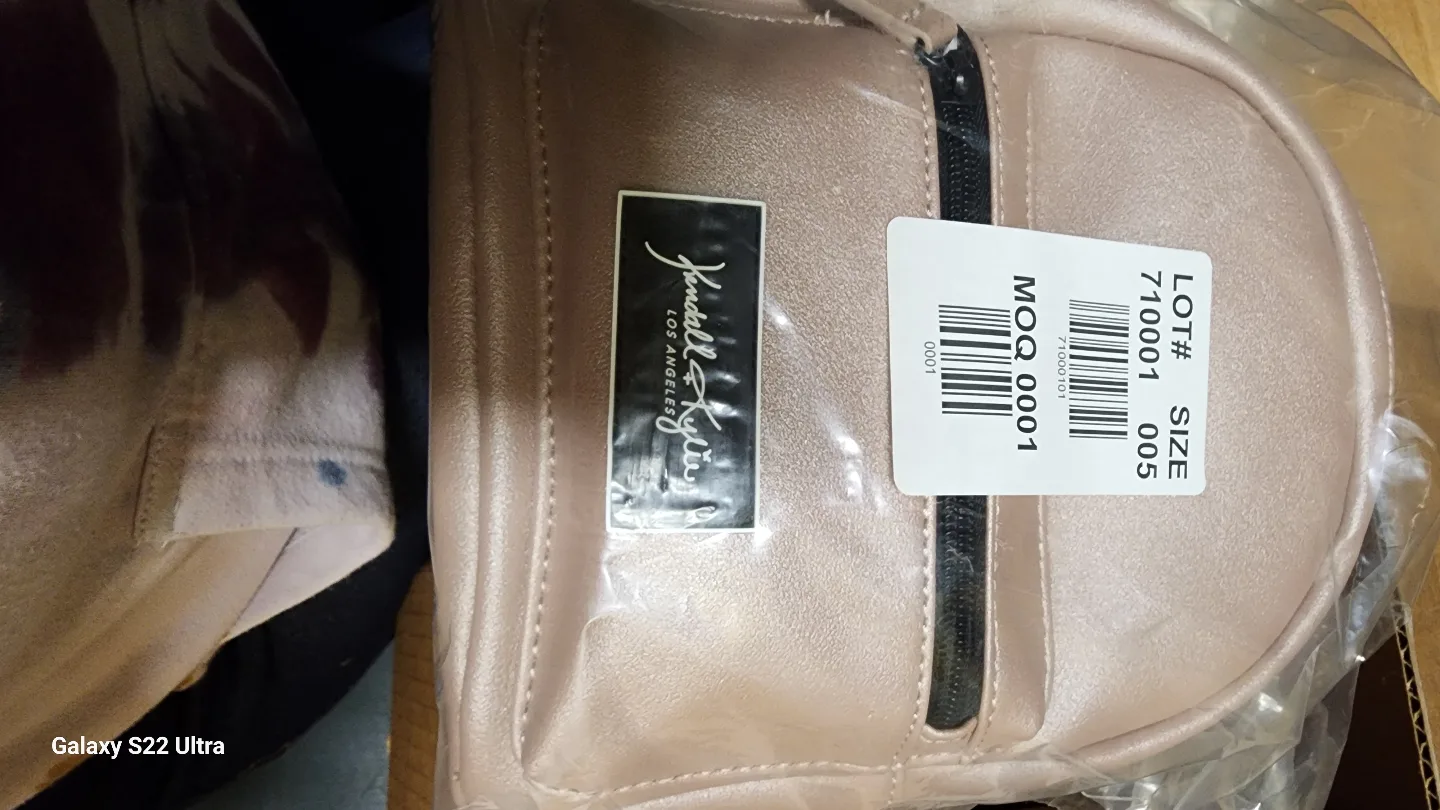 Kendall + Kylie
LOS ANGELES
LOT# SIZE
710001 005
71000101
MOQ 0001
0001
Galaxy S22 Ultra